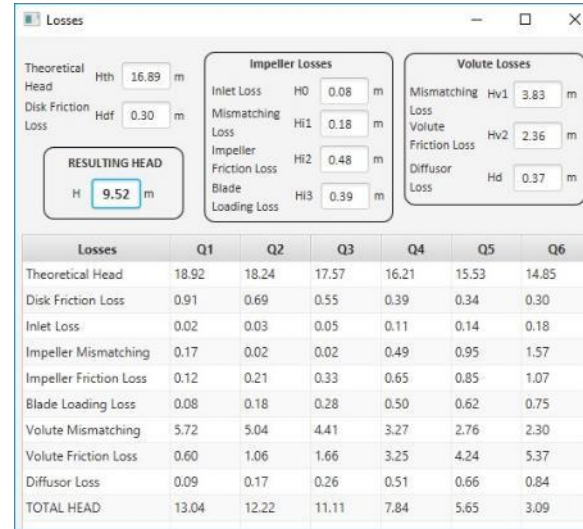 Losses
Theoretical Head Hth 16.89 m
Disk Friction Loss Hdf 0.30 m
RESULTING HEAD
H 9.52 m
Impeller Losses
Inlet Loss H0 0.08 m
Mismatching Loss Hi1 0.18 m
Impeller Friction Loss Hi2 0.48 m
Blade Loading Loss Hi3 0.39 m
Volute Losses
Mismatching Loss Hv1 3.83 m
Volute Friction Loss Hv2 2.36 m
Diffusor Loss Hd 0.37 m
Losses Q1 Q2 Q3 Q4 Q5 Q6
Theoretical Head 18.92 18.24 17.57 16.21 15.53 14.85
Disk Friction Loss 0.91 0.69 0.55 0.39 0.34 0.30
Inlet Loss 0.02 0.03 0.05 0.11 0.14 0.18
Impeller Mismatching 0.17 0.02 0.02 0.49 0.95 1.57
Impeller Friction Loss 0.12 0.21 0.33 0.65 0.85 1.07
Blade Loading Loss 0.08 0.18 0.28 0.50 0.62 0.75
Volute Mismatching 5.72 5.04 4.41 3.27 2.76 2.30
Volute Friction Loss 0.60 1.06 1.66 3.25 4.24 5.37
Diffusor Loss 0.09 0.17 0.26 0.51 0.66 0.84
TOTAL HEAD 13.04 12.22 11.11 7.84 5.65 3.09